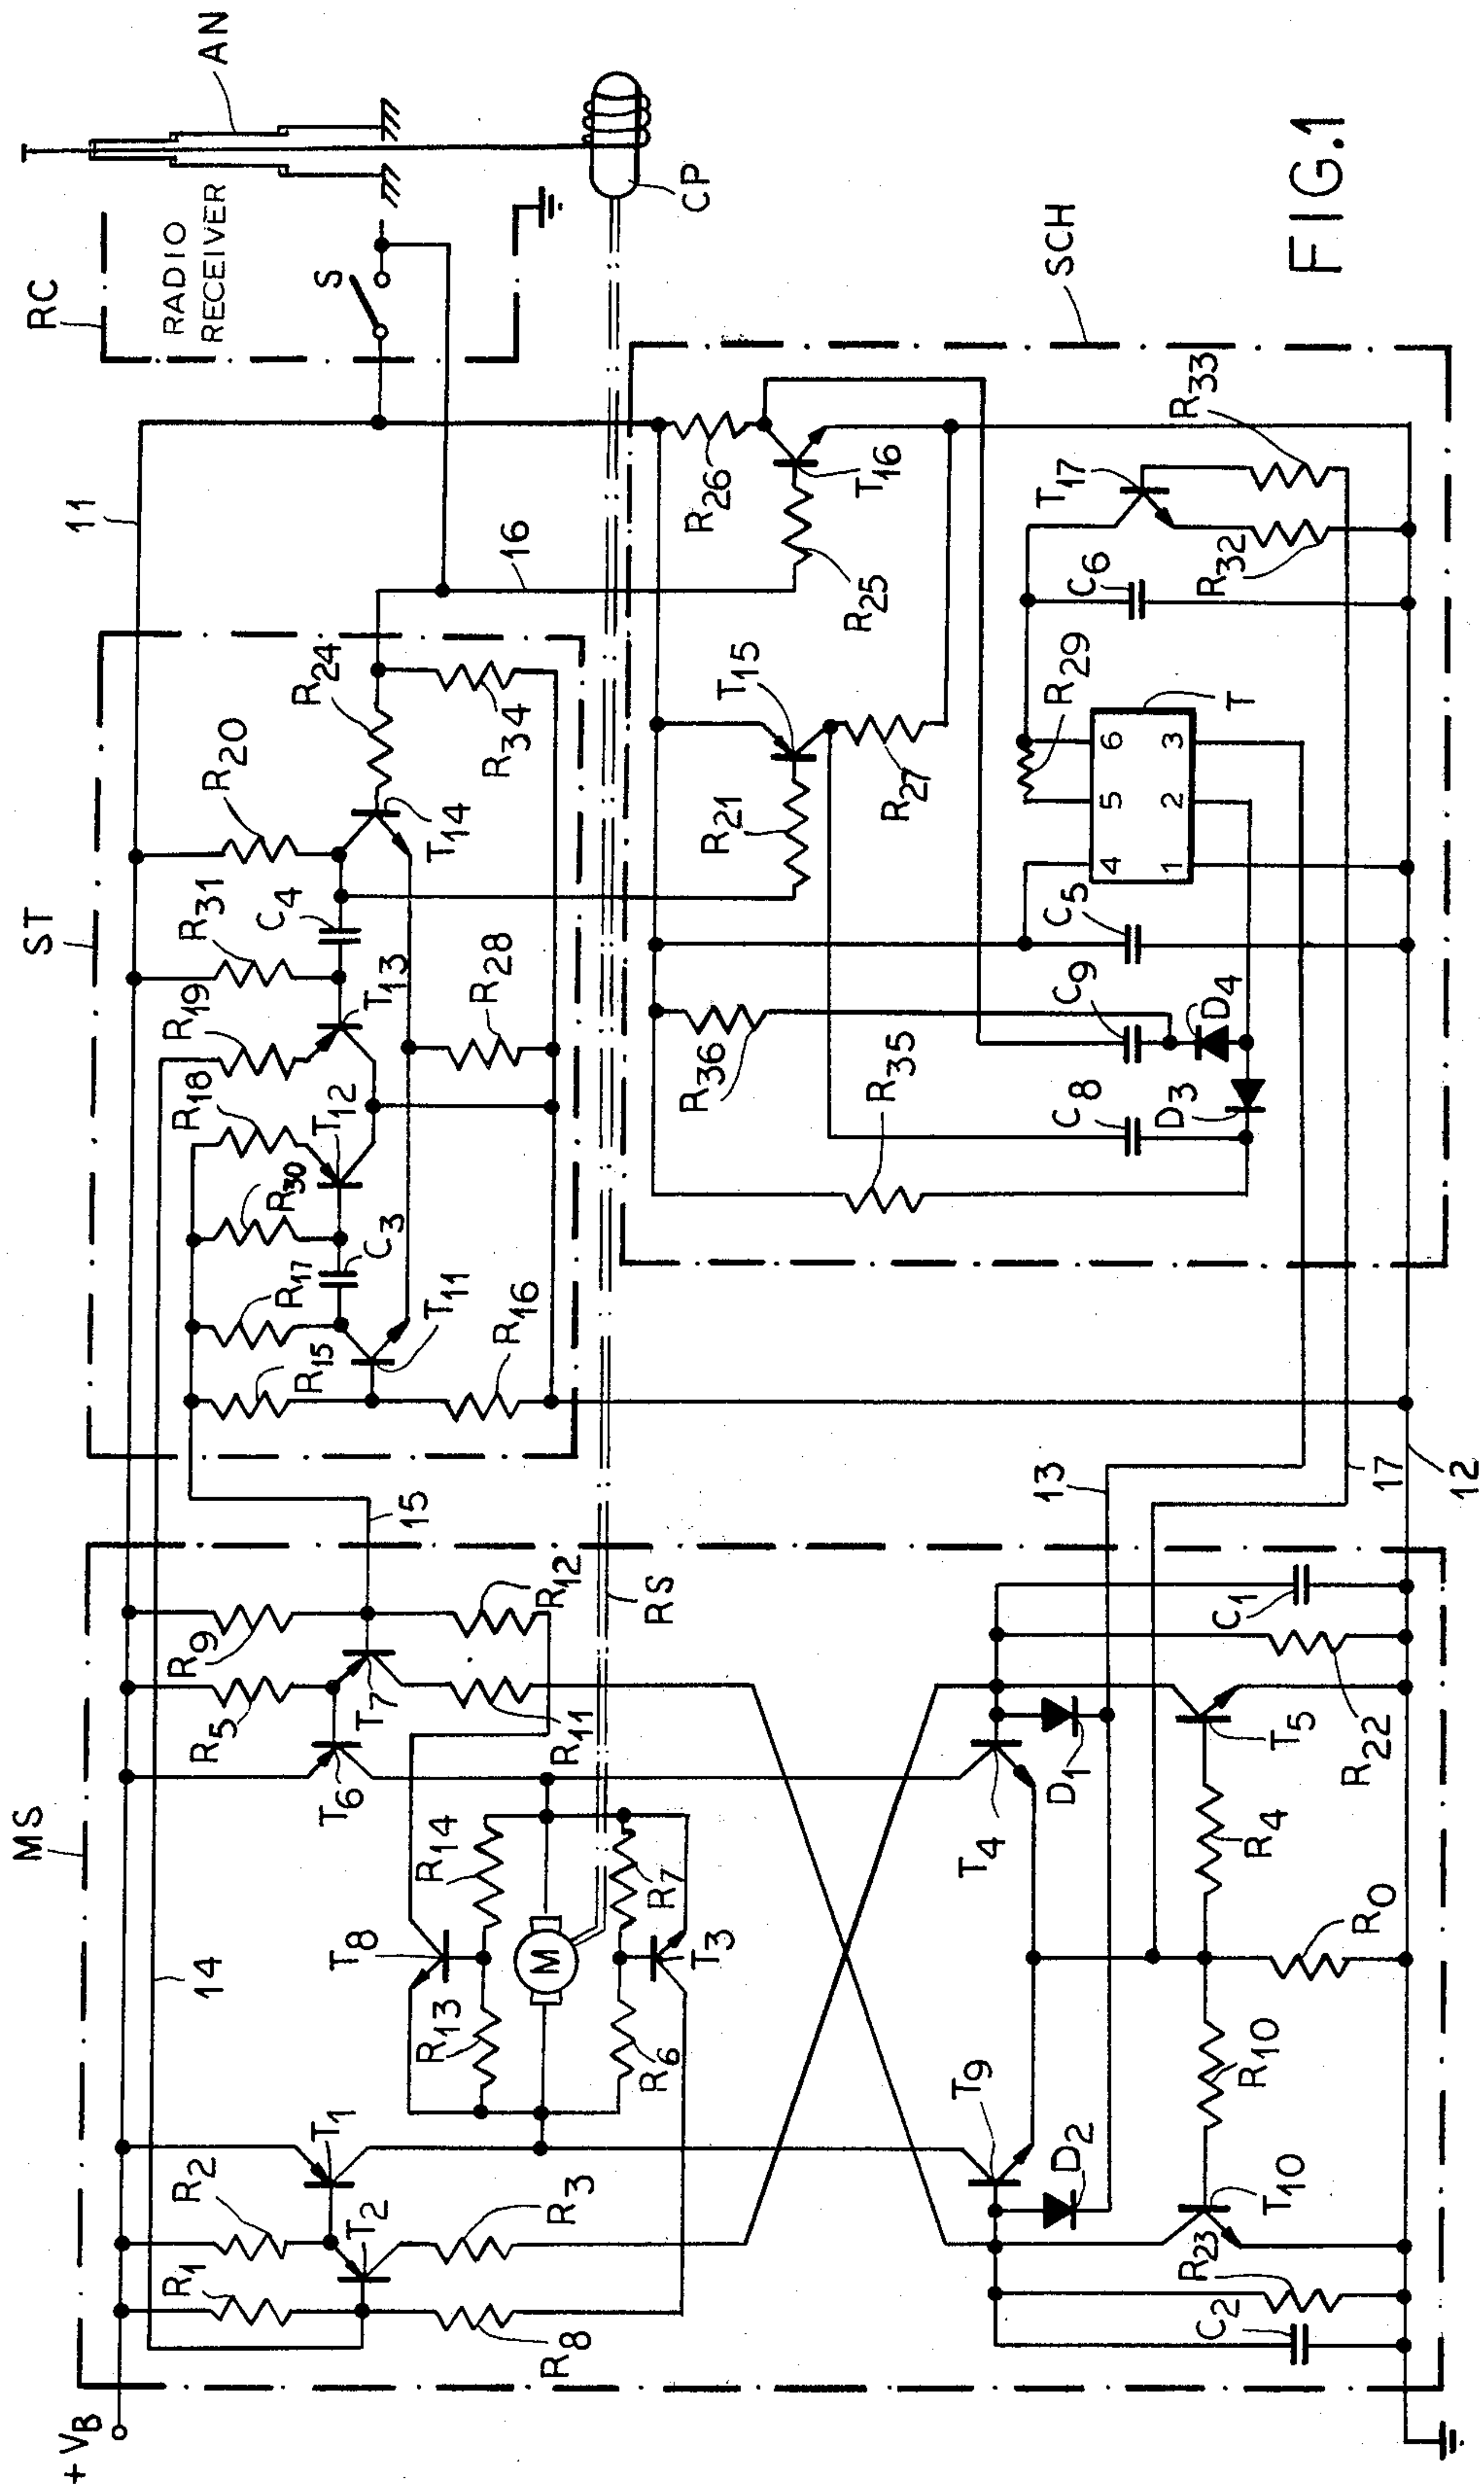 FIG.1
+ VB
MS
ST
RC
RADIO
RECEIVER
AN
S
CP
SCH
RS
11
12
13
14
15
16
17
R1
R2
T1
T2
R3
R8
R13
R14
T8
M
R6
R7
T3
T6
T7
R5
R9
R11
R12
T9
D2
T10
R23
C2
R10
R0
R4
T4
D1
T5
R22
C1
R15
R16
R17
T11
C3
R30
R18
T12
R19
T13
R31
C4
R20
R28
T14
R24
R34
R21
T15
R27
R25
R26
T16
R35
R36
C8
C9
D3
D4
C5
T
4 5 6
1 2 3
R29
C6
T17
R32
R33